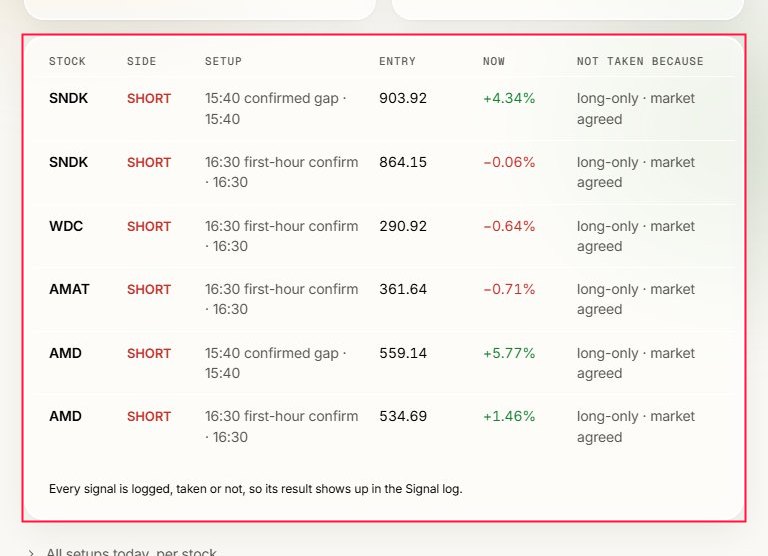 STOCK SIDE SETUP ENTRY NOW NOT TAKEN BECAUSE
SNDK SHORT 15:40 confirmed gap · 903.92 +4.34% long-only · market
15:40 agreed
SNDK SHORT 16:30 first-hour confirm 864.15 −0.06% long-only · market
· 16:30 agreed
WDC SHORT 16:30 first-hour confirm 290.92 −0.64% long-only · market
· 16:30 agreed
AMAT SHORT 16:30 first-hour confirm 361.64 −0.71% long-only · market
· 16:30 agreed
AMD SHORT 15:40 confirmed gap · 559.14 +5.77% long-only · market
15:40 agreed
AMD SHORT 16:30 first-hour confirm 534.69 +1.46% long-only · market
· 16:30 agreed
Every signal is logged, taken or not, so its result shows up in the Signal log.
› All setups today, per stock